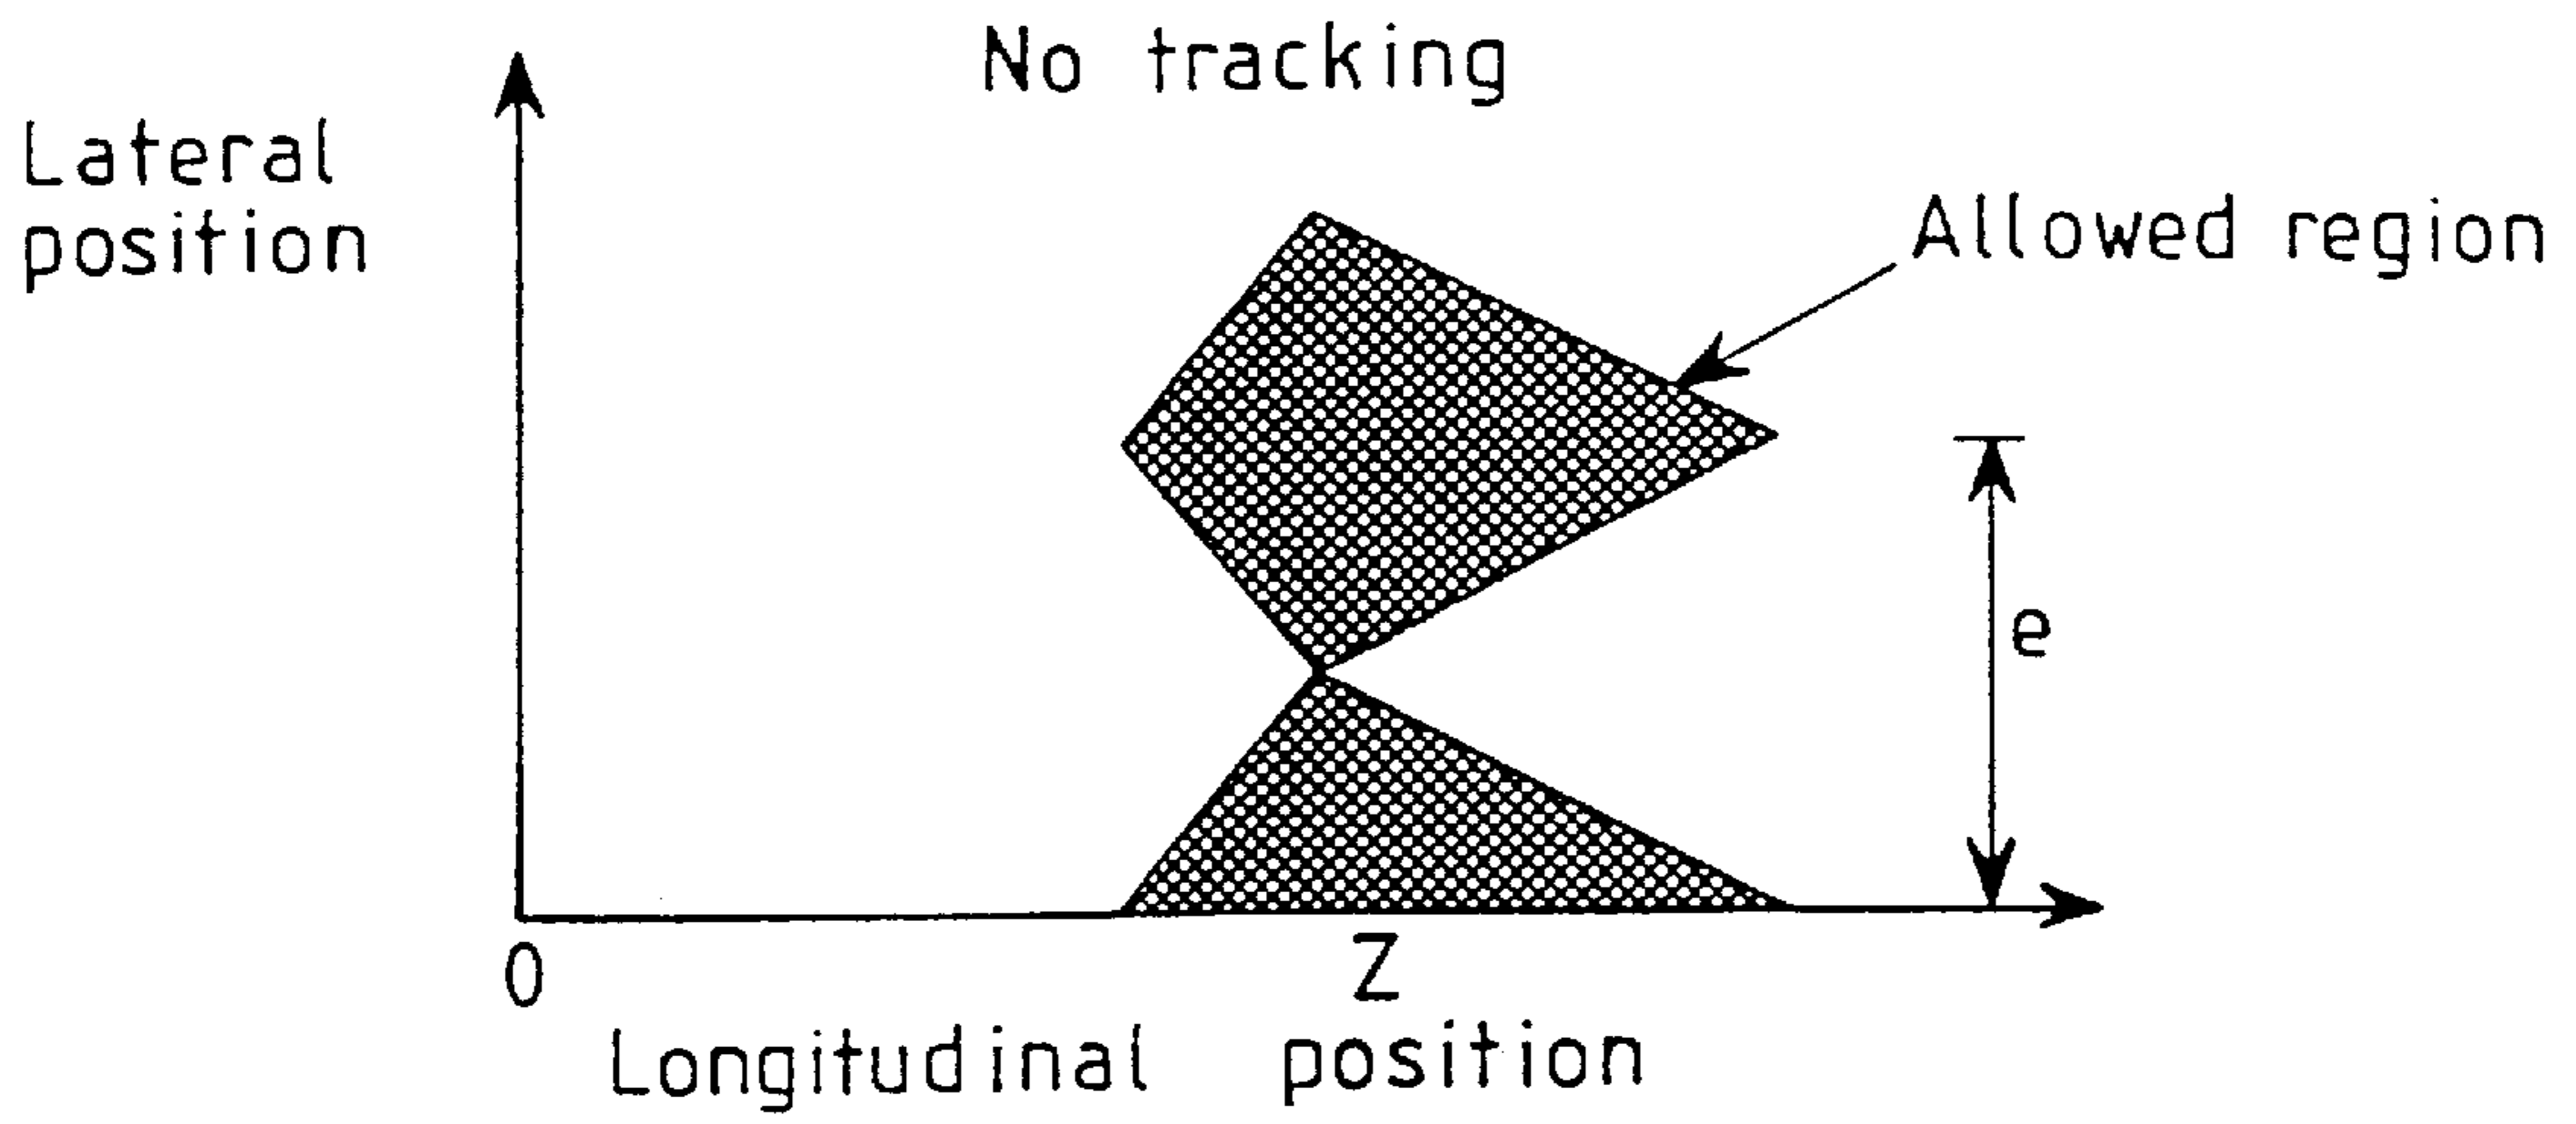 No tracking
Lateral
position
Allowed region
e
0
Z
Longitudinal position